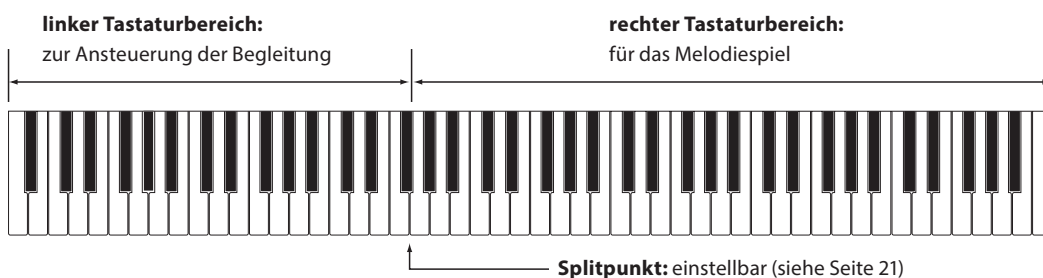 linker Tastaturbereich:
zur Ansteuerung der Begleitung
rechter Tastaturbereich:
für das Melodiespiel
Splitpunkt: einstellbar (siehe Seite 21)